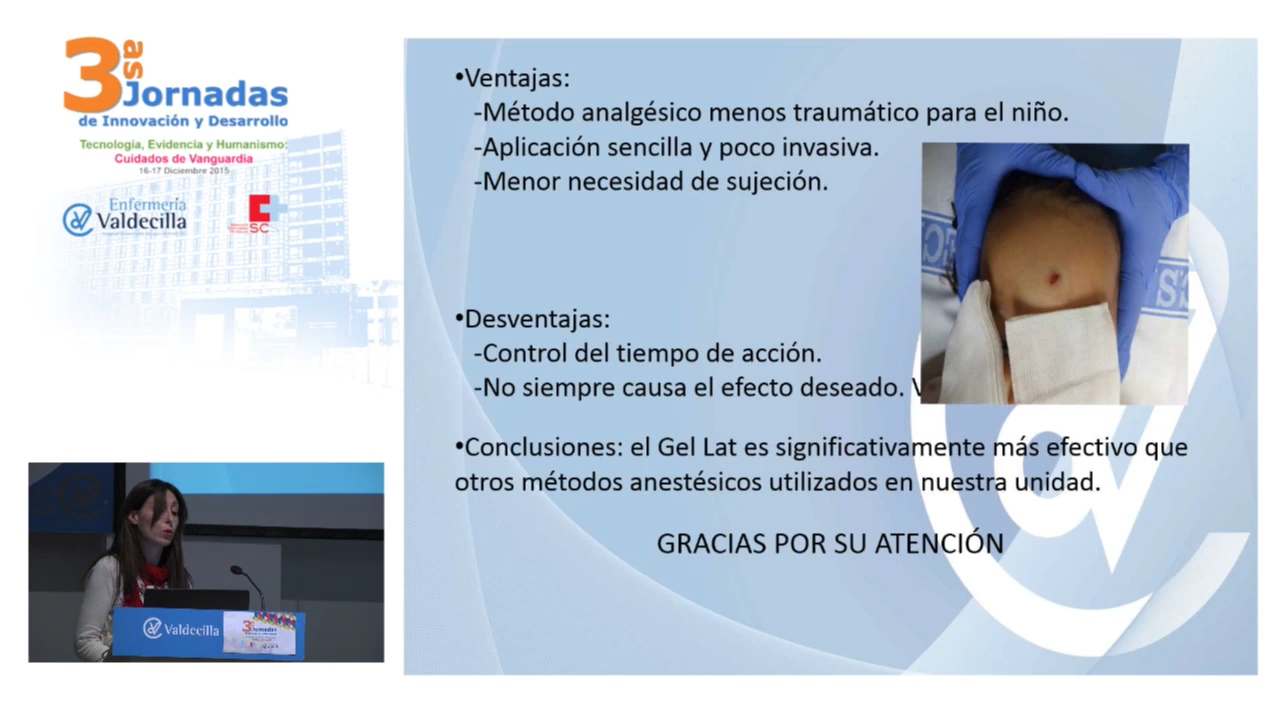 3as Jornadas
de Innovación y Desarrollo
Tecnología, Evidencia y Humanismo:
Cuidados de Vanguardia
16-17 Diciembre 2015
Enfermería
Valdecilla
SC
•Ventajas:
-Método analgésico menos traumático para el niño.
-Aplicación sencilla y poco invasiva.
-Menor necesidad de sujeción.
•Desventajas:
-Control del tiempo de acción.
-No siempre causa el efecto deseado. V
•Conclusiones: el Gel Lat es significativamente más efectivo que
otros métodos anestésicos utilizados en nuestra unidad.
GRACIAS POR SU ATENCIÓN
Valdecilla
3as Jornadas